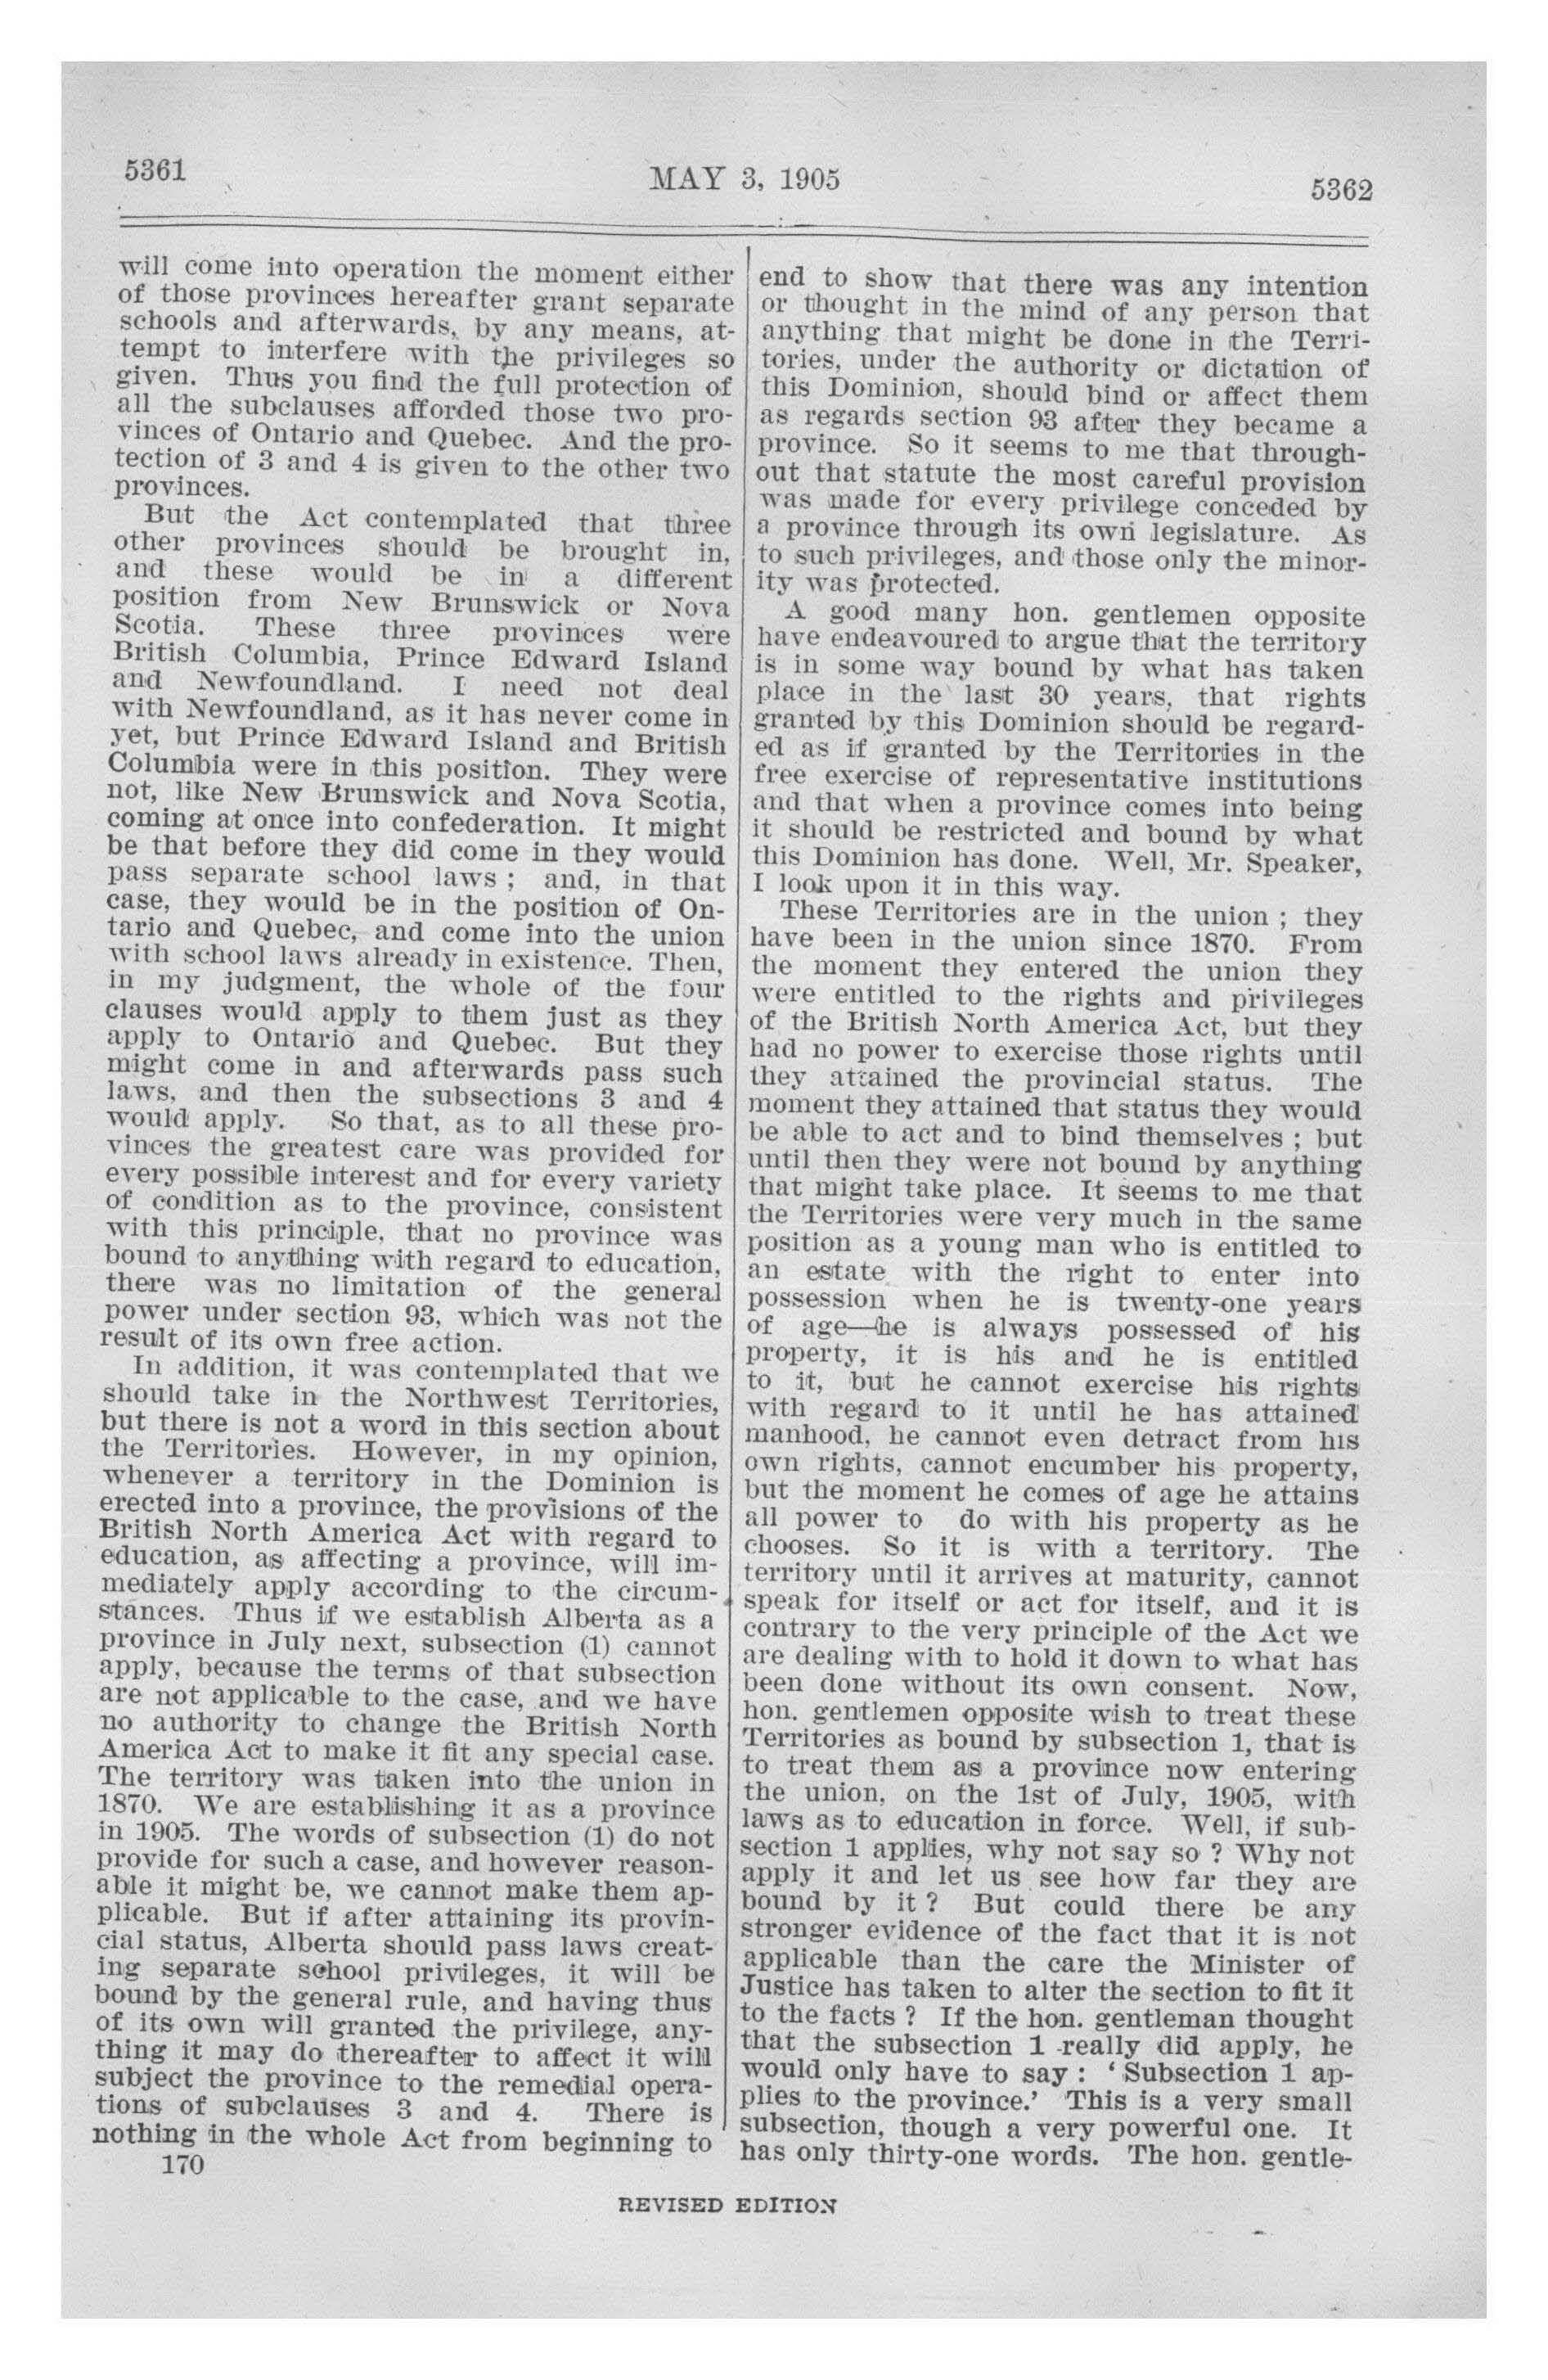 5361
MAY 3, 1905
5362
will come into operation the moment either
of those provinces hereafter grant separate
schools and afterwards, by any means, at-
tempt to interfere with the privileges so
given. Thus you find the full protection of
all the subclauses afforded those two pro-
vinces of Ontario and Quebec. And the pro-
tection of 3 and 4 is given to the other two
provinces.
But the Act contemplated that three
other provinces should be brought in,
and these would be in a different
position from New Brunswick or Nova
Scotia. These three provinces were
British Columbia, Prince Edward Island
and Newfoundland. I need not deal
with Newfoundland, as it has never come in
yet, but Prince Edward Island and British
Columbia were in this position. They were
not, like New Brunswick and Nova Scotia,
coming at once into confederation. It might
be that before they did come in they would
pass separate school laws ; and, in that
case, they would be in the position of On-
tario and Quebec, and come into the union
with school laws already in existence. Then,
in my judgment, the whole of the four
clauses would apply to them just as they
apply to Ontario and Quebec. But they
might come in and afterwards pass such
laws, and then the subsections 3 and 4
would apply. So that, as to all these pro-
vinces the greatest care was provided for
every possible interest and for every variety
of condition as to the province, consistent
with this principle, that no province was
bound to anything with regard to education,
there was no limitation of the general
power under section 93, which was not the
result of its own free action.
In addition, it was contemplated that we
should take in the Northwest Territories,
but there is not a word in this section about
the Territories. However, in my opinion,
whenever a territory in the Dominion is
erected into a province, the provisions of the
British North America Act with regard to
education, as affecting a province, will im-
mediately apply according to the circum-
stances. Thus if we establish Alberta as a
province in July next, subsection (1) cannot
apply, because the terms of that subsection
are not applicable to the case, and we have
no authority to change the British North
America Act to make it fit any special case.
The territory was taken into the union in
1870. We are establishing it as a province
in 1905. The words of subsection (1) do not
provide for such a case, and however reason-
able it might be, we cannot make them ap-
plicable. But if after attaining its provin-
cial status, Alberta should pass laws creat-
ing separate school privileges, it will be
bound by the general rule, and having thus
of its own will granted the privilege, any-
thing it may do thereafter to affect it will
subject the province to the remedial opera-
tions of subclauses 3 and 4. There is
nothing in the whole Act from beginning to
170
end to show that there was any intention
or thought in the mind of any person that
anything that might be done in the Terri-
tories, under the authority or dictation of
this Dominion, should bind or affect them
as regards section 93 after they became a
province. So it seems to me that through-
out that statute the most careful provision
was made for every privilege conceded by
a province through its own legislature. As
to such privileges, and those only the minor-
ity was protected.
A good many hon. gentlemen opposite
have endeavoured to argue that the territory
is in some way bound by what has taken
place in the last 30 years, that rights
granted by this Dominion should be regard-
ed as if granted by the Territories in the
free exercise of representative institutions
and that when a province comes into being
it should be restricted and bound by what
this Dominion has done. Well, Mr. Speaker,
I look upon it in this way.
These Territories are in the union ; they
have been in the union since 1870. From
the moment they entered the union they
were entitled to the rights and privileges
of the British North America Act, but they
had no power to exercise those rights until
they attained the provincial status. The
moment they attained that status they would
be able to act and to bind themselves ; but
until then they were not bound by anything
that might take place. It seems to me that
the Territories were very much in the same
position as a young man who is entitled to
an estate with the right to enter into
possession when he is twenty-one years
of age—he is always possessed of his
property, it is his and he is entitled
to it, but he cannot exercise his rights
with regard to it until he has attained
manhood, he cannot even detract from his
own rights, cannot encumber his property,
but the moment he comes of age he attains
all power to do with his property as he
chooses. So it is with a territory. The
territory until it arrives at maturity, cannot
speak for itself or act for itself, and it is
contrary to the very principle of the Act we
are dealing with to hold it down to what has
been done without its own consent. Now,
hon. gentlemen opposite wish to treat these
Territories as bound by subsection 1, that is
to treat them as a province now entering
the union, on the 1st of July, 1905, with
laws as to education in force. Well, if sub-
section 1 applies, why not say so ? Why not
apply it and let us see how far they are
bound by it ? But could there be any
stronger evidence of the fact that it is not
applicable than the care the Minister of
Justice has taken to alter the section to fit it
to the facts ? If the hon. gentleman thought
that the subsection 1 really did apply, he
would only have to say : ‘ Subsection 1 ap-
plies to the province.’ This is a very small
subsection, though a very powerful one. It
has only thirty-one words. The hon. gentle-
REVISED EDITION